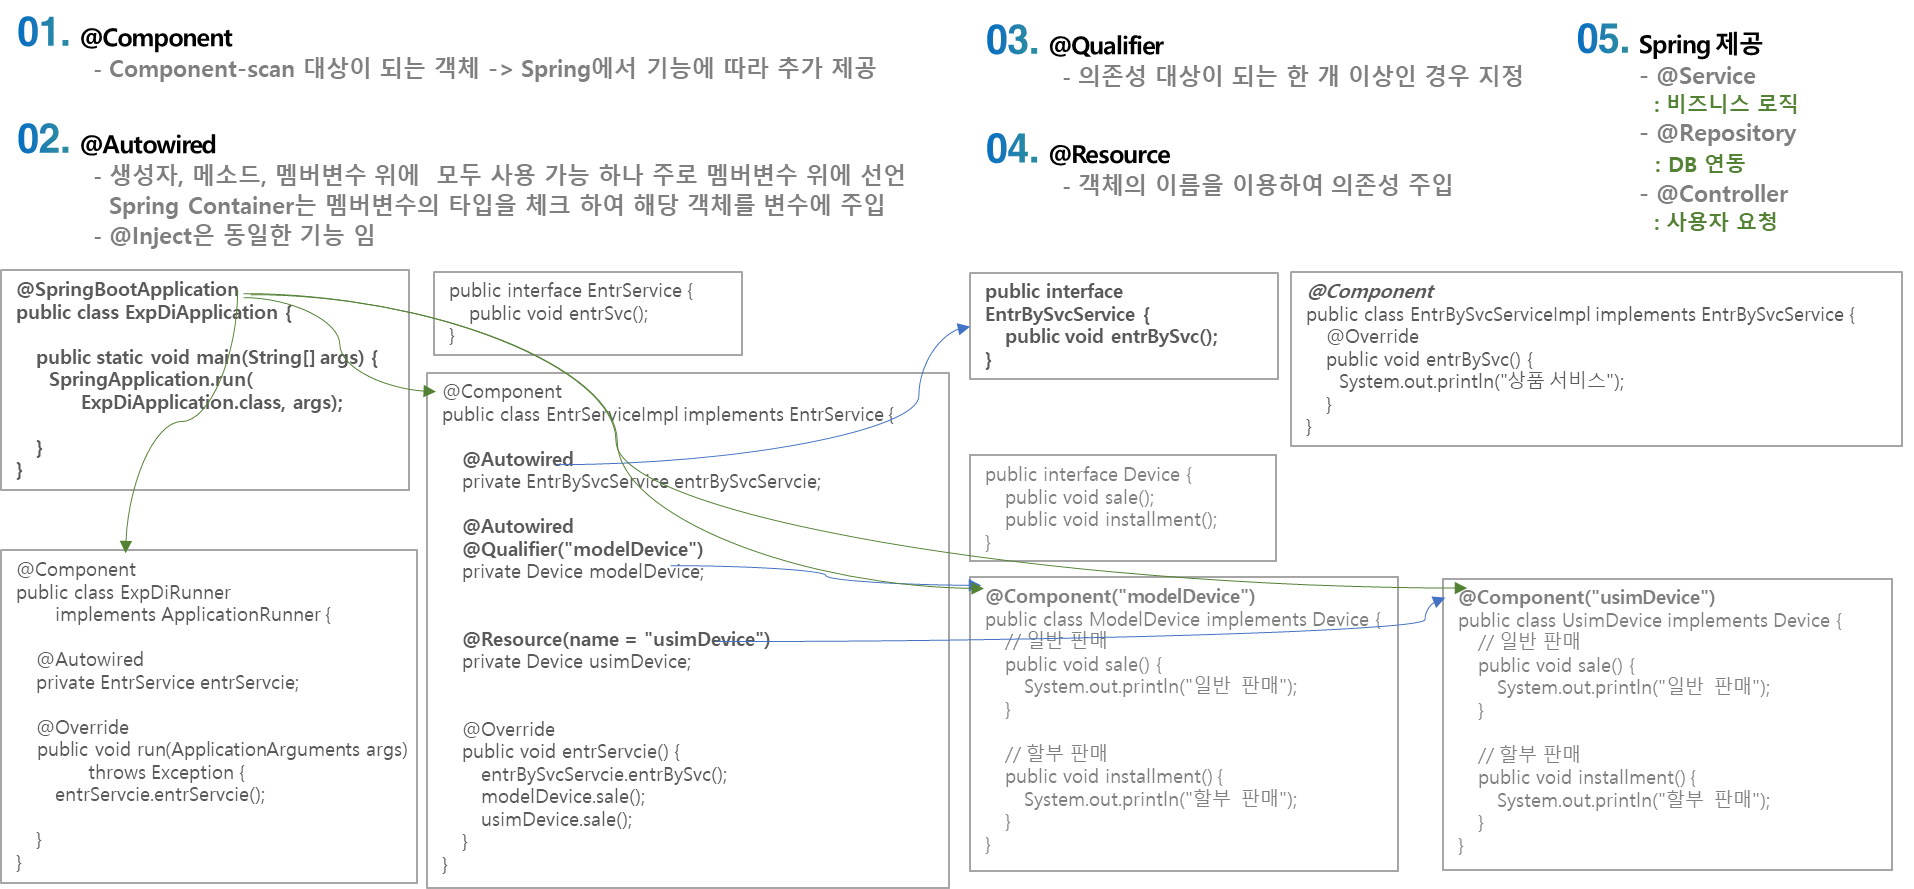 01. @Component
- Component-scan 대상이 되는 객체 -> Spring에서 기능에 따라 추가 제공
02. @Autowired
- 생성자, 메소드, 멤버변수 위에 모두 사용 가능 하나 주로 멤버변수 위에 선언
Spring Container는 멤버변수의 타입을 체크 하여 해당 객체를 변수에 주입
- @Inject은 동일한 기능 임
03. @Qualifier
- 의존성 대상이 되는 한 개 이상인 경우 지정
04. @Resource
- 객체의 이름을 이용하여 의존성 주입
05. Spring 제공
- @Service
: 비즈니스 로직
- @Repository
: DB 연동
- @Controller
: 사용자 요청
@SpringBootApplication
public class ExpDiApplication {
public static void main(String[] args) {
SpringApplication.run(
ExpDiApplication.class, args);
}
}
@Component
public class ExpDiRunner
implements ApplicationRunner {
@Autowired
private EntrService entrServcie;
@Override
public void run(ApplicationArguments args)
throws Exception {
entrServcie.entrServcie();
}
}
public interface EntrService {
public void entrSvc();
}
@Component
public class EntrServiceImpl implements EntrService {
@Autowired
private EntrBySvcService entrBySvcServcie;
@Autowired
@Qualifier("modelDevice")
private Device modelDevice;
@Resource(name = "usimDevice")
private Device usimDevice;
@Override
public void entrServcie() {
entrBySvcServcie.entrBySvc();
modelDevice.sale();
usimDevice.sale();
}
}
public interface
EntrBySvcService {
public void entrBySvc();
}
@Component
public class EntrBySvcServiceImpl implements EntrBySvcService {
@Override
public void entrBySvc() {
System.out.println("상품 서비스");
}
}
public interface Device {
public void sale();
public void installment();
}
@Component("modelDevice")
public class ModelDevice implements Device {
// 일반 판매
public void sale() {
System.out.println("일반 판매");
}
// 할부 판매
public void installment() {
System.out.println("할부 판매");
}
}
@Component("usimDevice")
public class UsimDevice implements Device {
// 일반 판매
public void sale() {
System.out.println("일반 판매");
}
// 할부 판매
public void installment() {
System.out.println("할부 판매");
}
}